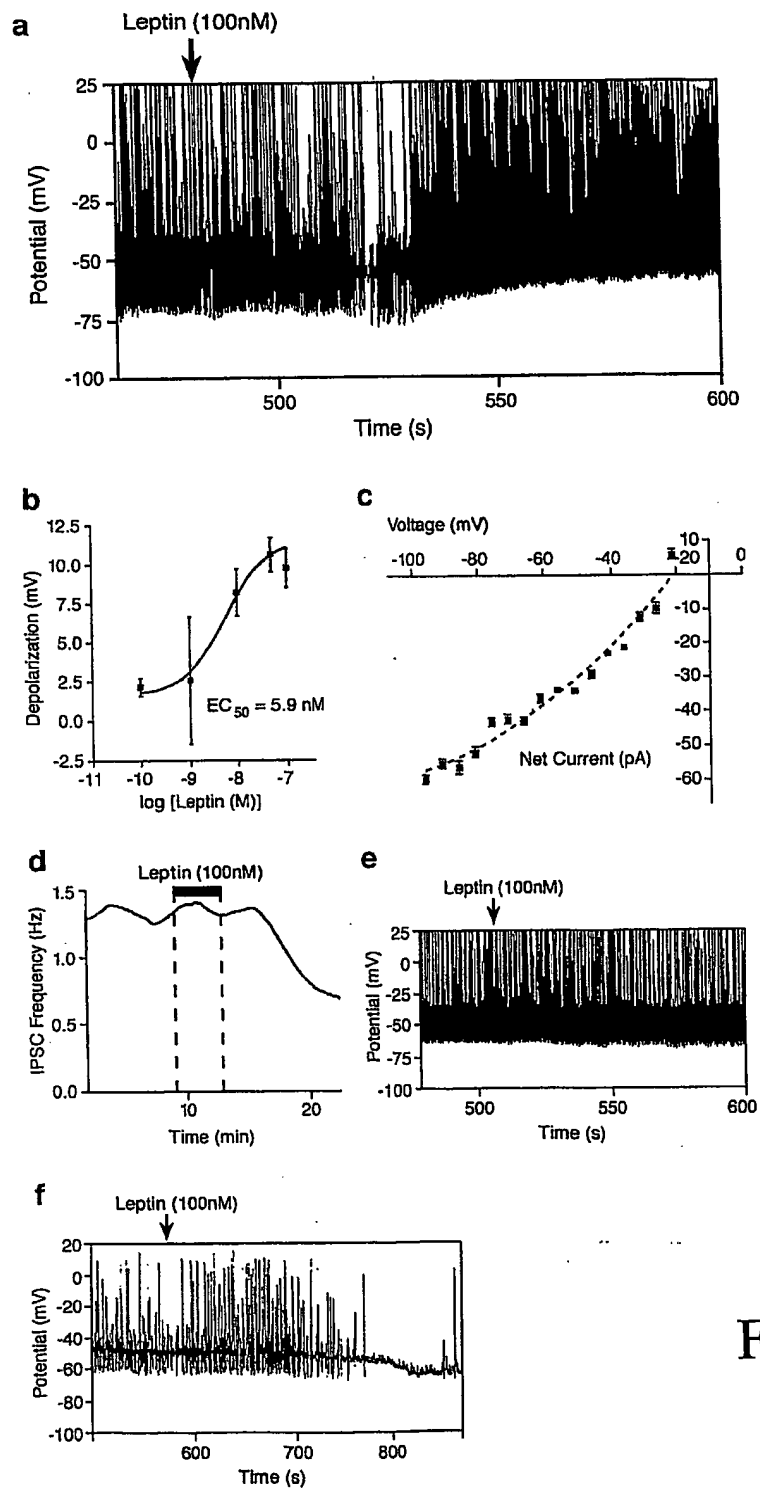 a
Leptin (100nM)
25
0
-25
-50
-75
-100
Potential (mV)
500 550 600
Time (s)
b
12.5
10.0
7.5
5.0
2.5
0.0
-2.5
Depolarization (mV)
EC50 = 5.9 nM
-11 -10 -9 -8 -7
log [Leptin (M)]
c
Voltage (mV)
-100 -80 -60 -40 -20 0
10
-10
-20
-30
-40
-50
-60
Net Current (pA)
d
Leptin (100nM)
1.5
1.0
0.5
0.0
IPSC Frequency (Hz)
10 20
Time (min)
e
Leptin (100nM)
25
0
-25
-50
-75
-100
Potential (mV)
500 550 600
Time (s)
f
Leptin (100nM)
20
0
-20
-40
-60
-80
-100
Potential (mV)
600 700 800
Time (s)
F